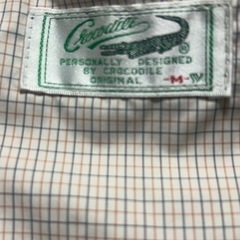 Crocodile
®
PERSONALLY DESIGNED
BY CROCODILE
ORIGINAL -M-W